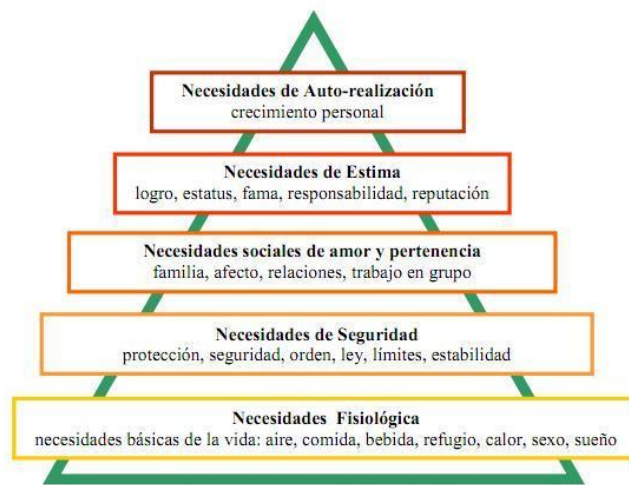 Necesidades de Auto-realización
crecimiento personal
Necesidades de Estima
logro, estatus, fama, responsabilidad, reputación
Necesidades sociales de amor y pertenencia
familia, afecto, relaciones, trabajo en grupo
Necesidades de Seguridad
protección, seguridad, orden, ley, límites, estabilidad
Necesidades Fisiológica
necesidades básicas de la vida: aire, comida, bebida, refugio, calor, sexo, sueño